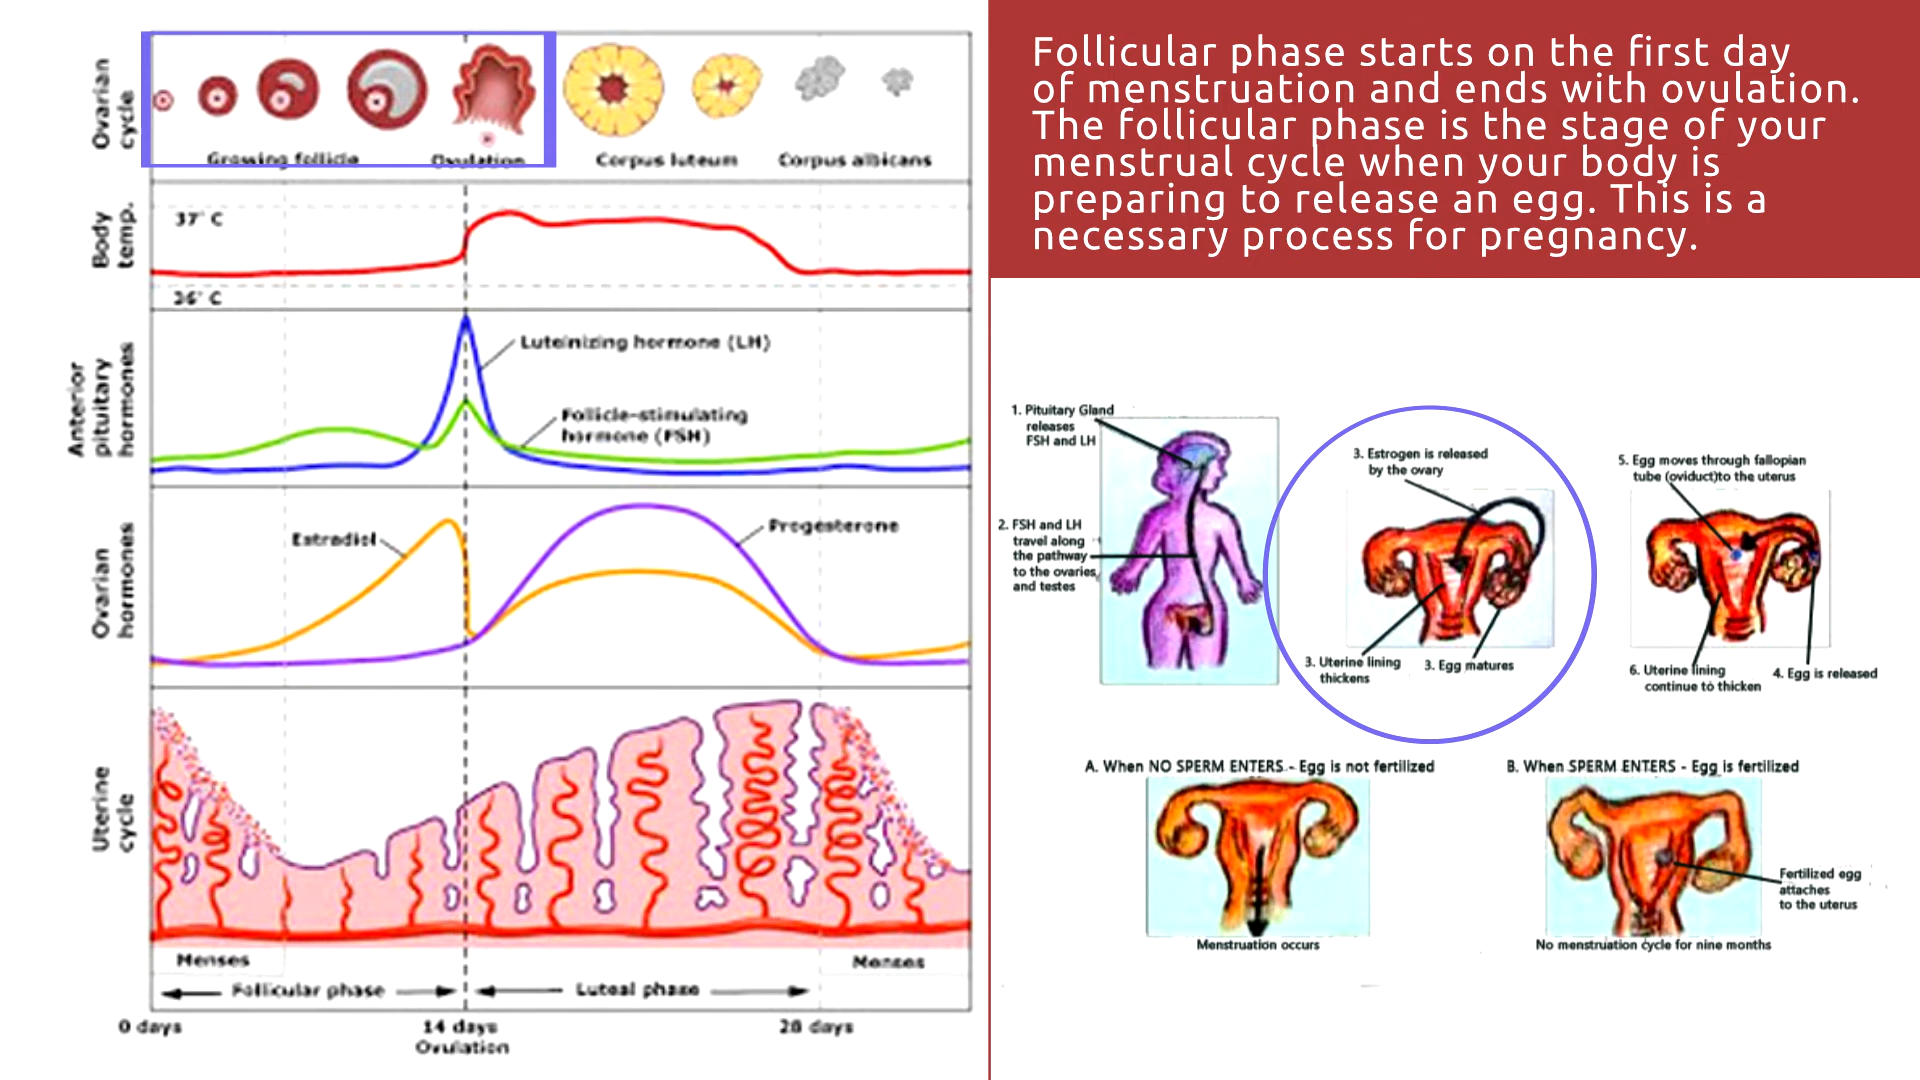 Ovarian
cycle
Growing follicle
Ovulation
Corpus luteum
Corpus albicans
Body
temp.
37° C
36° C
Anterior
pituitary
hormones
Luteinizing hormone (LH)
Follicle-stimulating
hormone (FSH)
Ovarian
hormones
Estradiol
Progesterone
Uterine
cycle
Menses
Menses
Follicular phase
Luteal phase
0 days
14 days
28 days
Ovulation
Follicular phase starts on the first day
of menstruation and ends with ovulation.
The follicular phase is the stage of your
menstrual cycle when your body is
preparing to release an egg. This is a
necessary process for pregnancy.
1. Pituitary Gland
releases
FSH and LH
2. FSH and LH
travel along
the pathway
to the ovaries
and testes
3. Estrogen is released
by the ovary
3. Uterine lining
thickens
3. Egg matures
5. Egg moves through fallopian
tube (oviduct)to the uterus
6. Uterine lining
continue to thicken
4. Egg is released
A. When NO SPERM ENTERS - Egg is not fertilized
Menstruation occurs
B. When SPERM ENTERS - Egg is fertilized
Fertilized egg
attaches
to the uterus
No menstruation cycle for nine months